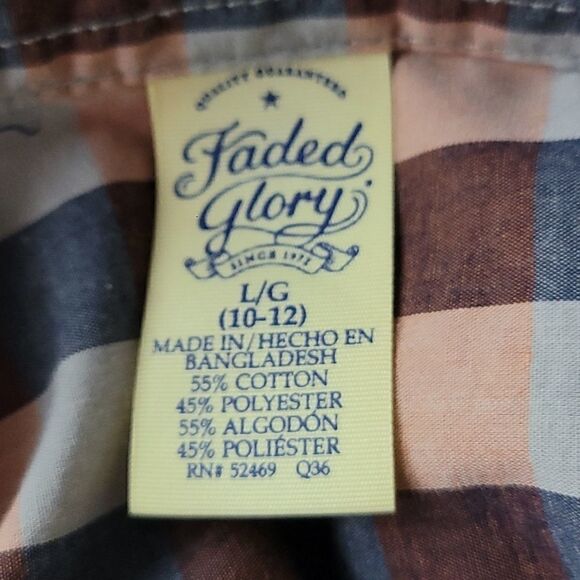 QUALITY GUARANTEED
Faded
Glory
SINCE 1972
L/G
(10-12)
MADE IN/HECHO EN
BANGLADESH
55% COTTON
45% POLYESTER
55% ALGODÓN
45% POLIÉSTER
RN# 52469 Q36